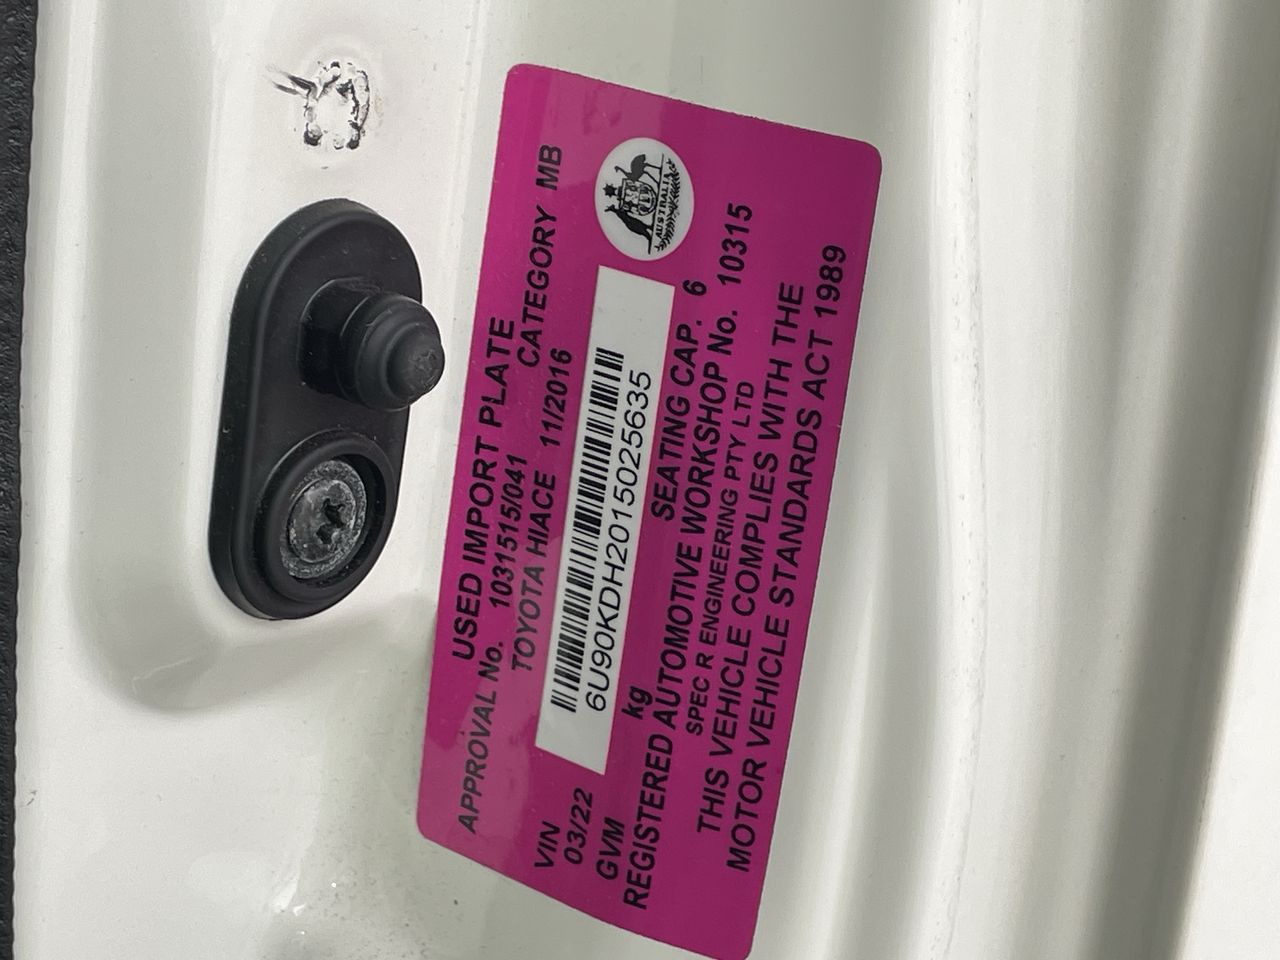 USED IMPORT PLATE
APPROVAL No. 1031515/041 CATEGORY MB
TOYOTA HIACE 11/2016
AUSTRALIA
VIN
6U90KDH2015025635
03/22
GVM kg SEATING CAP. 6
REGISTERED AUTOMOTIVE WORKSHOP No. 10315
SPEC R ENGINEERING PTY LTD
THIS VEHICLE COMPLIES WITH THE
MOTOR VEHICLE STANDARDS ACT 1989